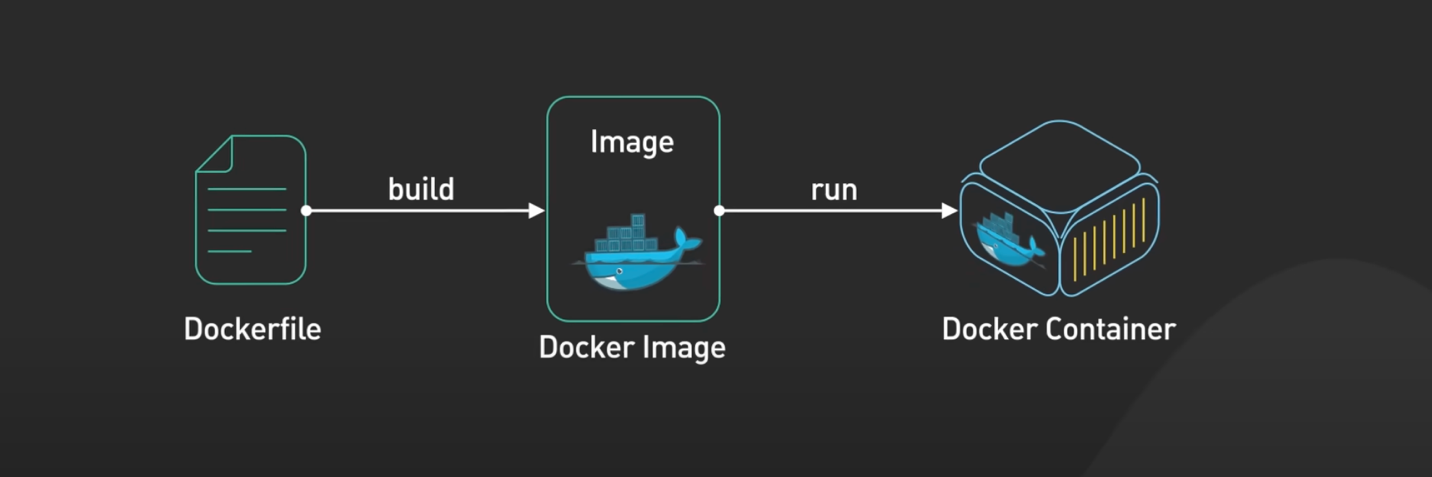 build
Image
run
Dockerfile
Docker Image
Docker Container